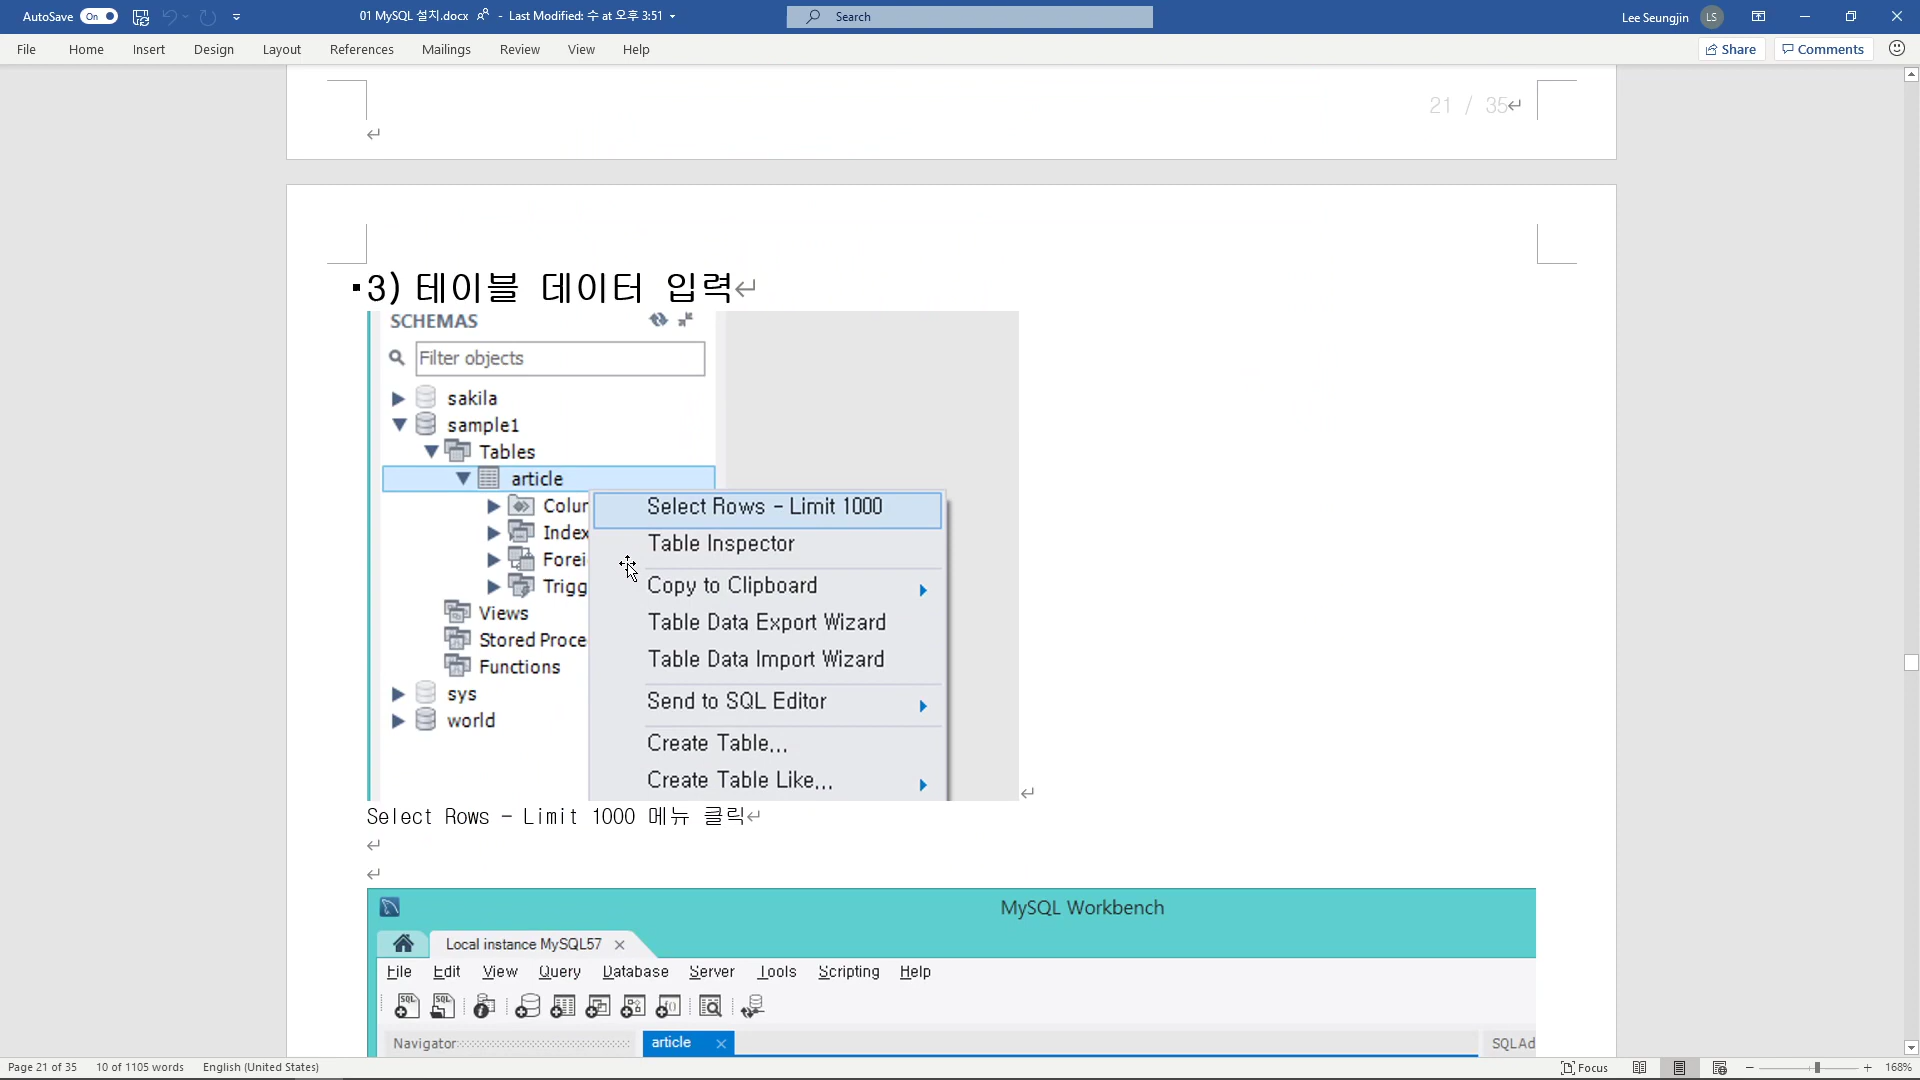 AutoSave On 01 MySQL 설치.docx - Last Modified: 수 at 오후 3:51 Search Lee Seungjin LS
File Home Insert Design Layout References Mailings Review View Help Share Comments
21 / 35
3) 테이블 데이터 입력
SCHEMAS
Filter objects
sakila
sample1
Tables
article
Colur
Index
Forei
Trigg
Views
Stored Proce
Functions
sys
world
Select Rows - Limit 1000
Table Inspector
Copy to Clipboard
Table Data Export Wizard
Table Data Import Wizard
Send to SQL Editor
Create Table...
Create Table Like...
Select Rows - Limit 1000 메뉴 클릭
MySQL Workbench
Local instance MySQL57
File Edit View Query Database Server Tools Scripting Help
SQL SQL
Navigator article SQLAd
Page 21 of 35 10 of 1105 words English (United States) Focus 168%